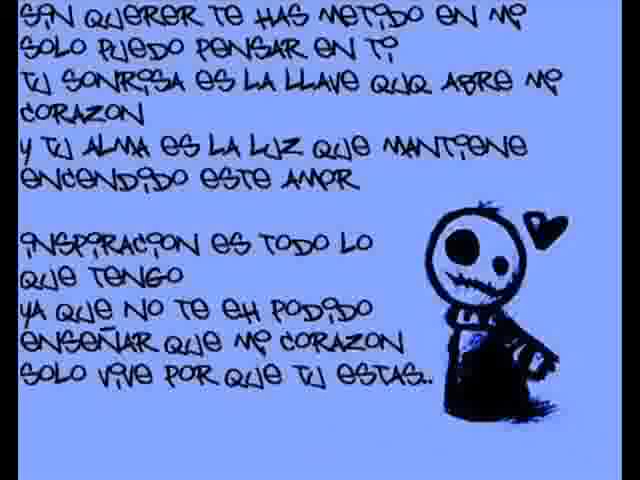 SIN QUERER TE HAS METIDO EN MI
SOLO PUEDO PENSAR EN TI
TU SONRISA ES LA LLAVE QUQ ABRE MI
CORAZON
Y TU ALMA ES LA LUZ QUE MANTIENE
ENCENDIDO ESTE AMOR
INSPIRACION ES TODO LO
QUE TENGO
YA QUE NO TE EH PODIDO
ENSEÑAR QUE MI CORAZON
SOLO VIVE POR QUE TU ESTAS..